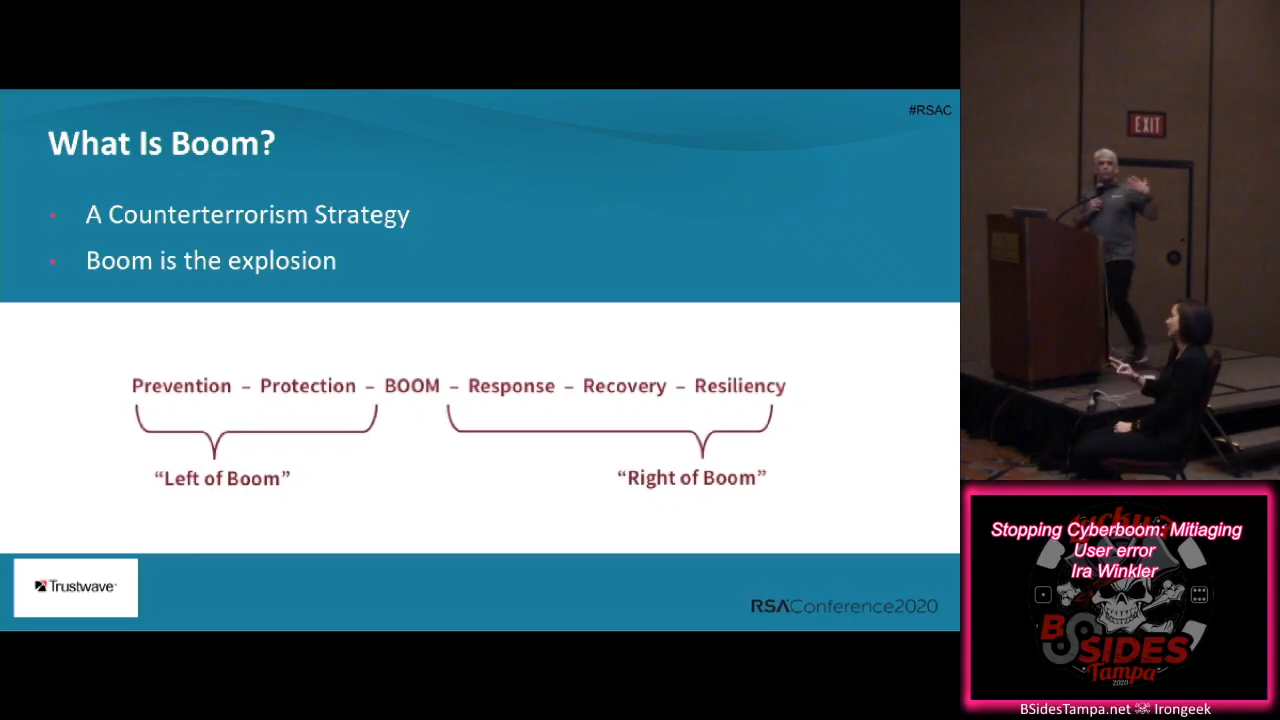 #RSAC
What Is Boom?
• A Counterterrorism Strategy
• Boom is the explosion
Prevention – Protection – BOOM – Response – Recovery – Resiliency
“Left of Boom”
“Right of Boom”
Trustwave
RSAConference2020
EXIT
Stopping Cyberboom: Mitiaging
User error
Ira Winkler
BSIDES
Tampa
2020
BSidesTampa.net ☠ Irongeek